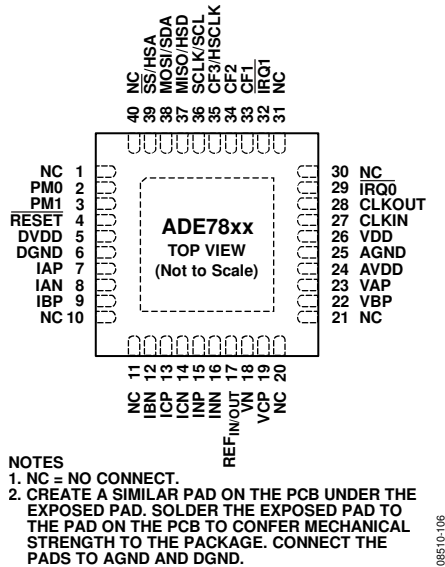 40 NC
39 SS/HSA
38 MOSI/SDA
37 MISO/HSD
36 SCLK/SCL
35 CF3/HSCLK
34 CF2
33 CF1
32 IRQ1
31 NC
NC 1
PM0 2
PM1 3
RESET 4
DVDD 5
DGND 6
IAP 7
IAN 8
IBP 9
NC 10
ADE78xx
TOP VIEW
(Not to Scale)
30 NC
29 IRQ0
28 CLKOUT
27 CLKIN
26 VDD
25 AGND
24 AVDD
23 VAP
22 VBP
21 NC
NC 11
IBN 12
ICP 13
ICN 14
INP 15
INN 16
REFIN/OUT 17
VN 18
VCP 19
NC 20
NOTES
1. NC = NO CONNECT.
2. CREATE A SIMILAR PAD ON THE PCB UNDER THE
EXPOSED PAD. SOLDER THE EXPOSED PAD TO
THE PAD ON THE PCB TO CONFER MECHANICAL
STRENGTH TO THE PACKAGE. CONNECT THE
PADS TO AGND AND DGND.
08510-106